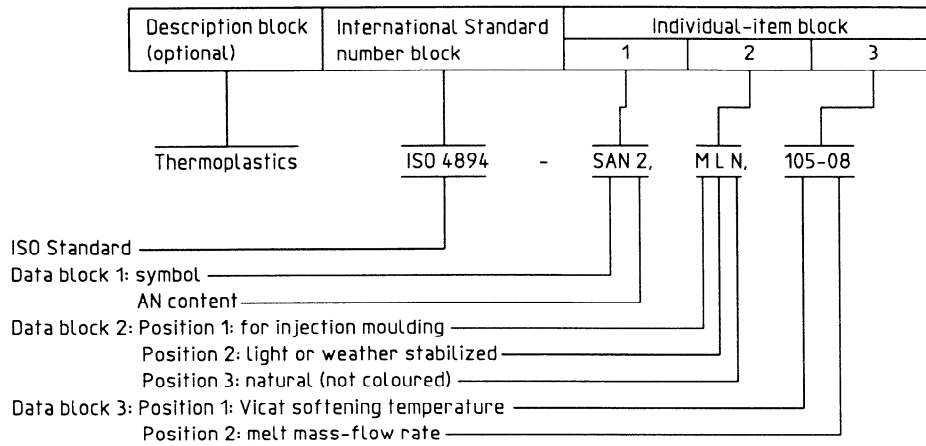 Description block
(optional)
International Standard
number block
Individual-item block
1
2
3
Thermoplastics
ISO 4894
-
SAN 2,
M L N,
105-08
ISO Standard
Data block 1: symbol
AN content
Data block 2: Position 1: for injection moulding
Position 2: light or weather stabilized
Position 3: natural (not coloured)
Data block 3: Position 1: Vicat softening temperature
Position 2: melt mass-flow rate